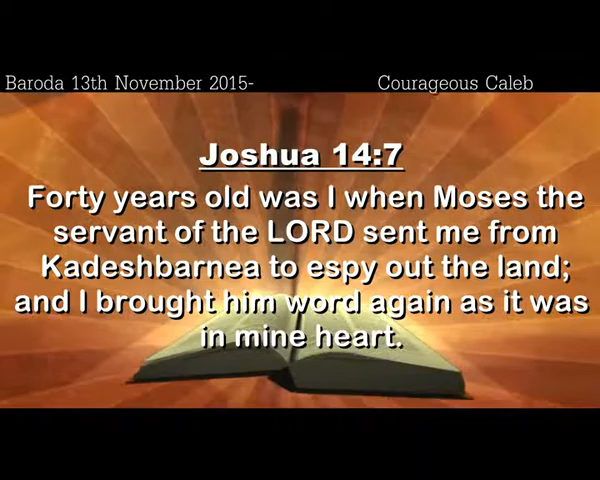 Baroda 13th November 2015- Courageous Caleb
Joshua 14:7
Forty years old was I when Moses the
servant of the LORD sent me from
Kadeshbarnea to espy out the land;
and I brought him word again as it was
in mine heart.